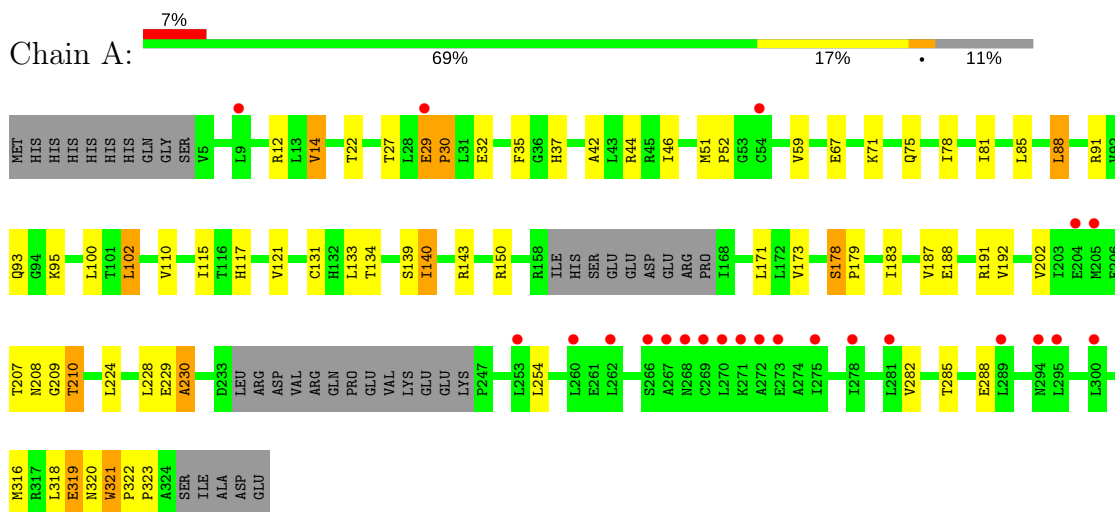 7%
Chain A:
69% 17% • 11%
MET HIS HIS HIS HIS HIS HIS GLN GLY SER V5 L9 R12 L13 V14 T22 T27 L28 E29 P30 L31 E32 F35 G36 H37 A42 L43 R44 R45 I46 M51 P52 G53 C54 V59 E67 K71 Q75 I78 I81 L85 L88 R91 V92
Q93 G94 K95 L100 T101 L102 V110 I115 T116 H117 V121 C131 H132 L133 T134 S139 I140 R143 R150 R158 ILE HIS SER GLU GLU ASP GLU ARG PRO I168 L171 L172 V173 S178 P179 I183 V187 E188 R191 V192 V202 I203 E204 M205 E206
T207 N208 G209 T210 L224 L228 E229 A230 D233 LEU ARG ASP VAL ARG GLN PRO GLU VAL LYS GLU GLU LYS P247 L253 L254 L260 E261 L262 S266 A267 N268 C269 L270 K271 A272 E273 A274 I275 I278 L281 V282 T285 E288 L289 N294 L295 L300
M316 R317 L318 E319 N320 W321 P322 P323 A324 SER ILE ALA ASP GLU